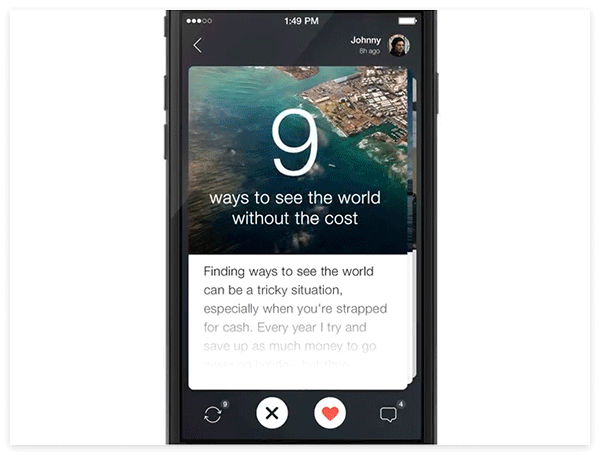 1:49 PM
Johnny
8h ago
9
ways to see the world
without the cost
Finding ways to see the world
can be a tricky situation,
especially when you're strapped
for cash. Every year I try and
save up as much money to go
9
4